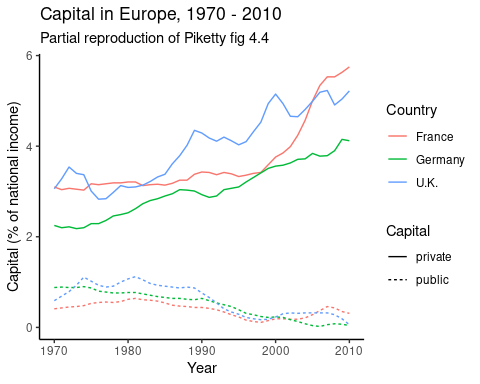 Capital in Europe, 1970 - 2010
Partial reproduction of Piketty fig 4.4
Capital (% of national income)
6
4
2
0
1970 1980 1990 2000 2010
Year
Country
France
Germany
U.K.
Capital
private
public